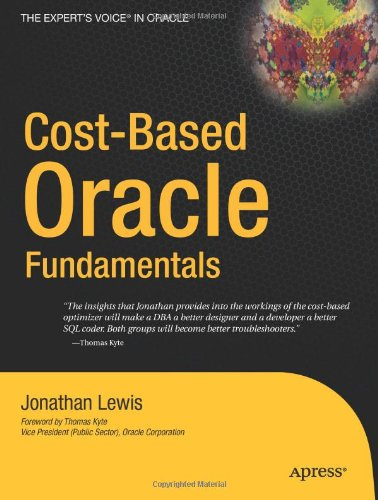 THE EXPERT'S VOICE® IN ORACLE
Cost-Based
Oracle
Fundamentals
"The insights that Jonathan provides into the workings of the cost-based
optimizer will make a DBA a better designer and a developer a better
SQL coder. Both groups will become better troubleshooters."
—Thomas Kyte
Jonathan Lewis
Foreword by Thomas Kyte
Vice President (Public Sector), Oracle Corporation
Apress®
Copyrighted Material